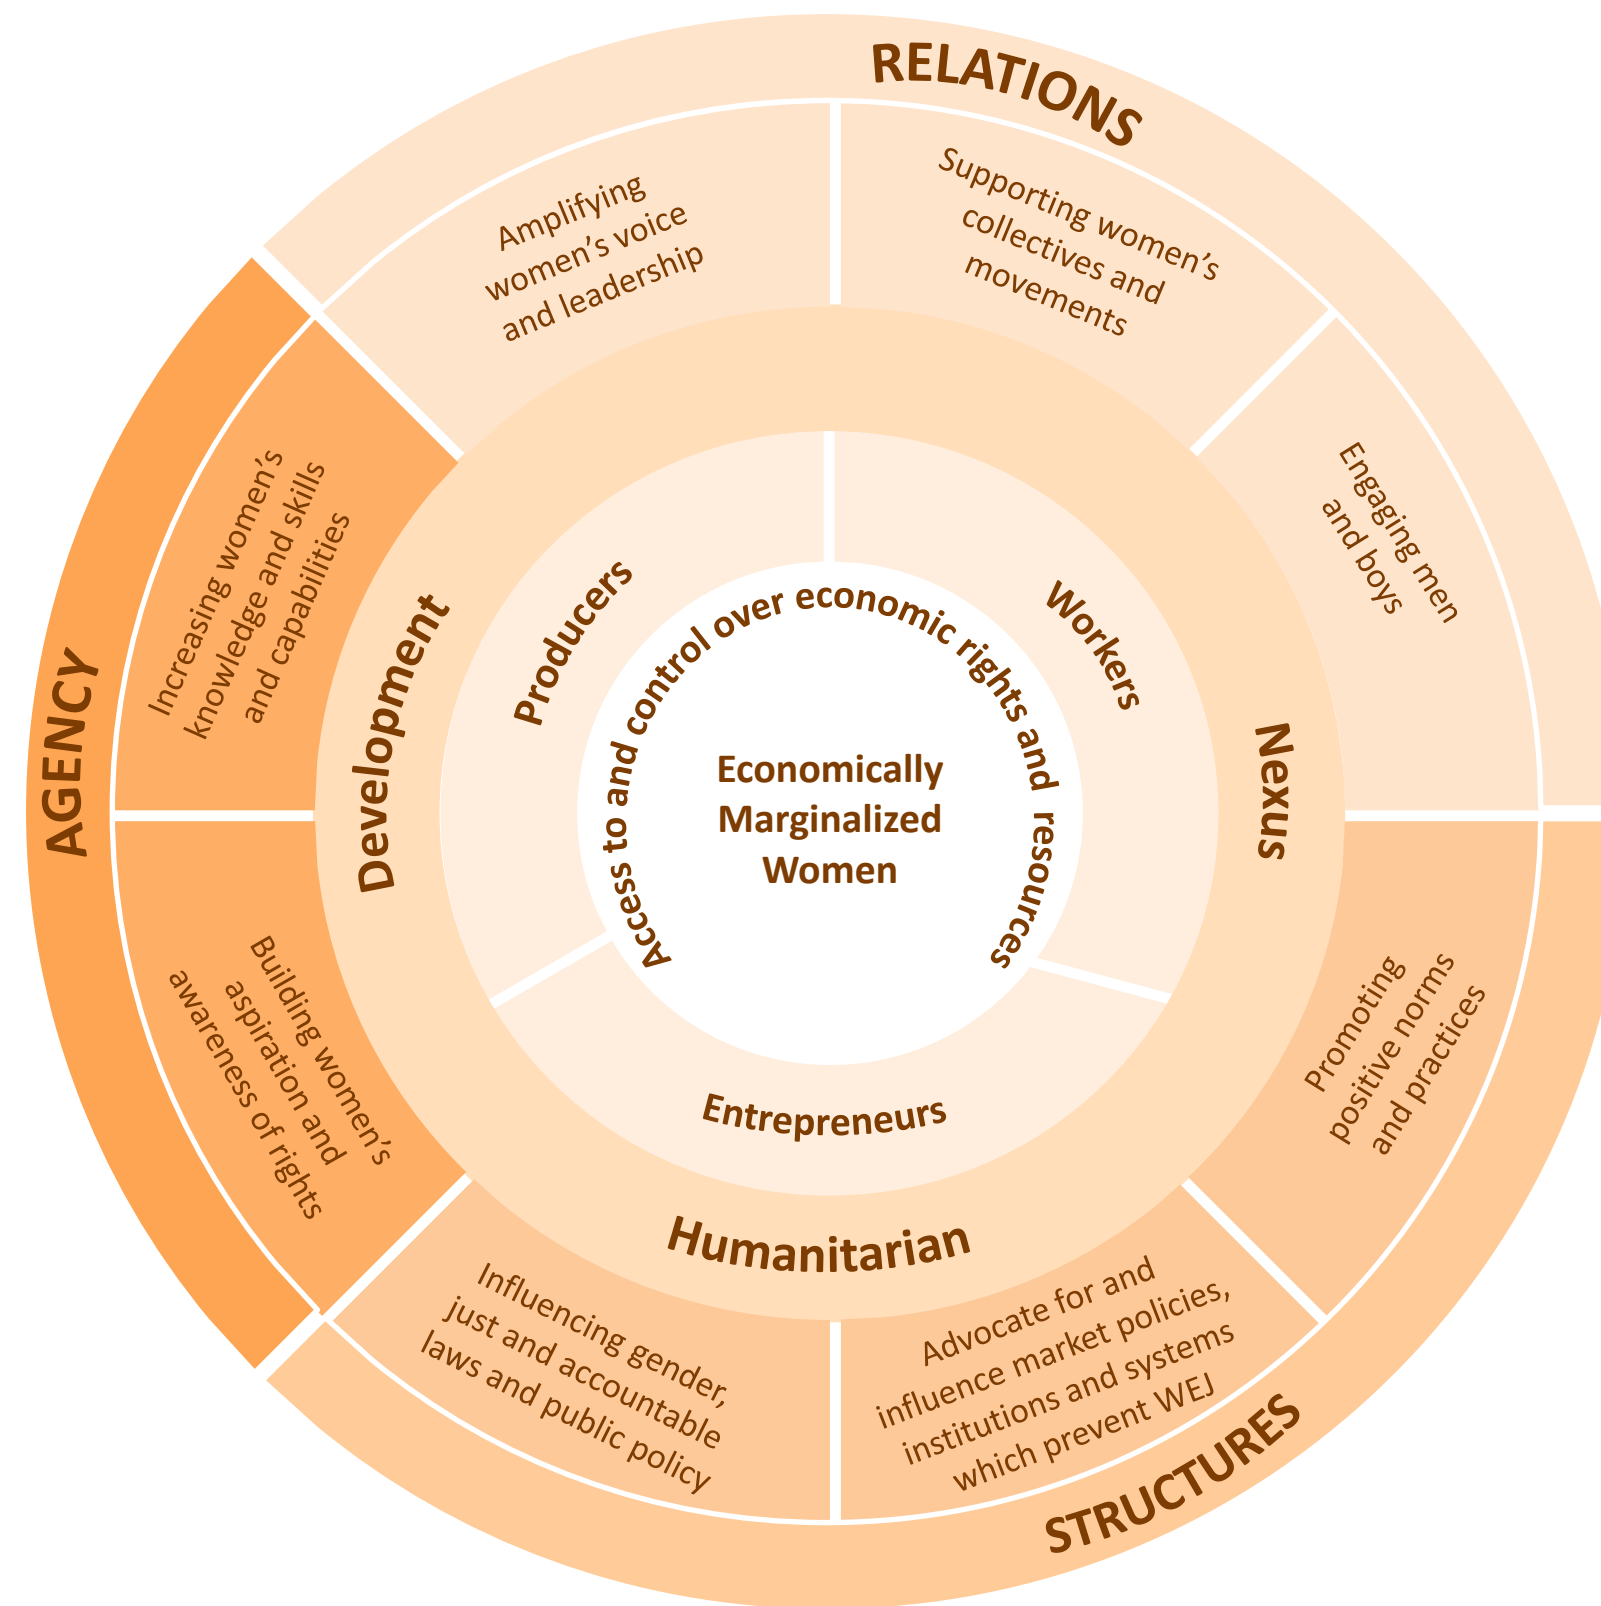 RELATIONS
Amplifying
women’s voice
and leadership
Supporting women’s
collectives and
movements
Engaging men
and boys
AGENCY
Increasing women’s
knowledge and skills
and capabilities
Building women’s
aspiration and
awareness of rights
STRUCTURES
Promoting
positive norms
and practices
Advocate for and
influence market policies,
institutions and systems
which prevent WEJ
Influencing gender,
just and accountable
laws and public policy
Development
Nexus
Humanitarian
Producers
Workers
Entrepreneurs
Access to and control over economic rights and resources
Economically
Marginalized
Women